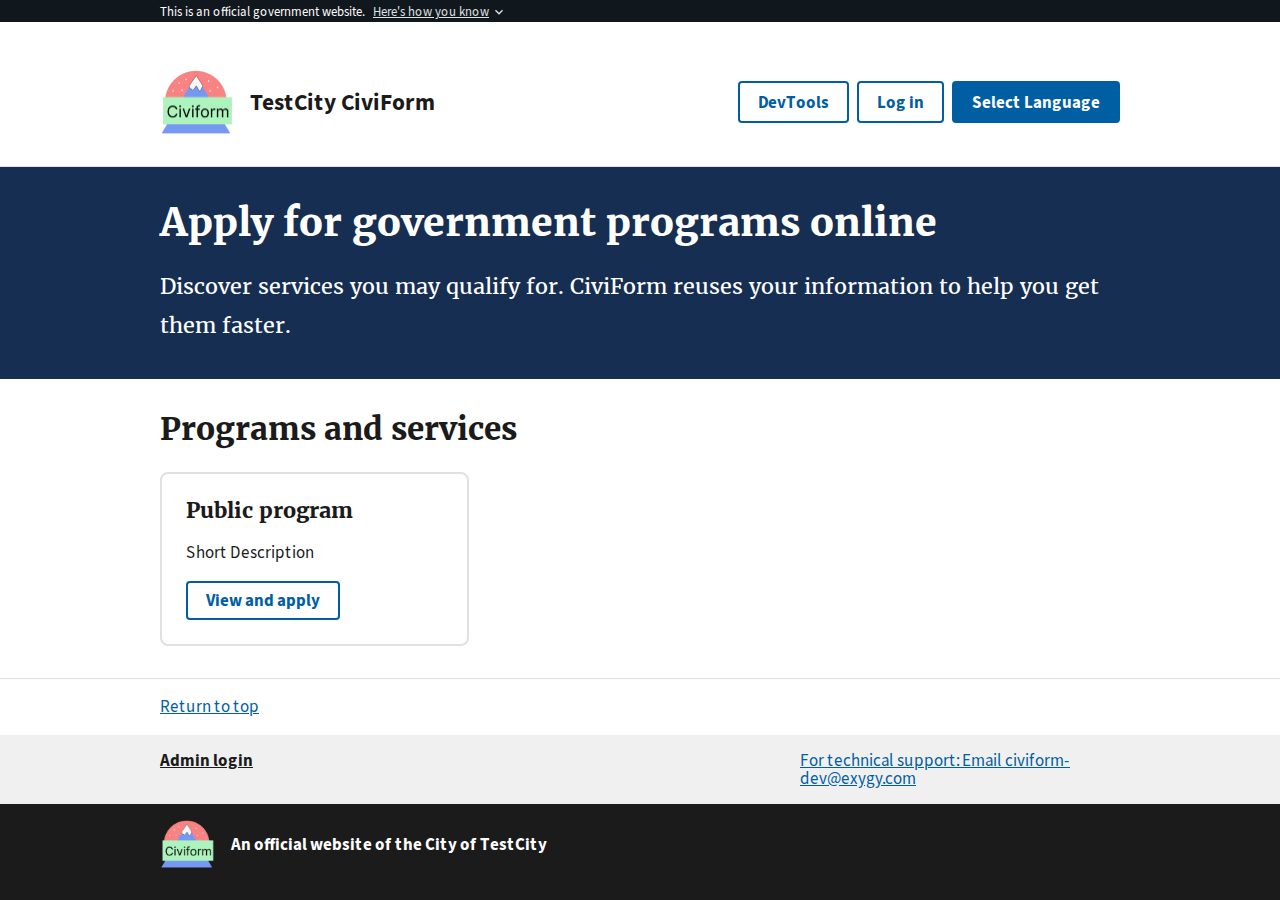 This is an official government website. Here's how you know
Civiform
TestCity CiviForm
DevTools
Log in
Select Language
Apply for government programs online
Discover services you may qualify for. CiviForm reuses your information to help you get
them faster.
Programs and services
Public program
Short Description
View and apply
Return to top
Admin login
For technical support: Email civiform-
dev@exygy.com
Civiform
An official website of the City of TestCity